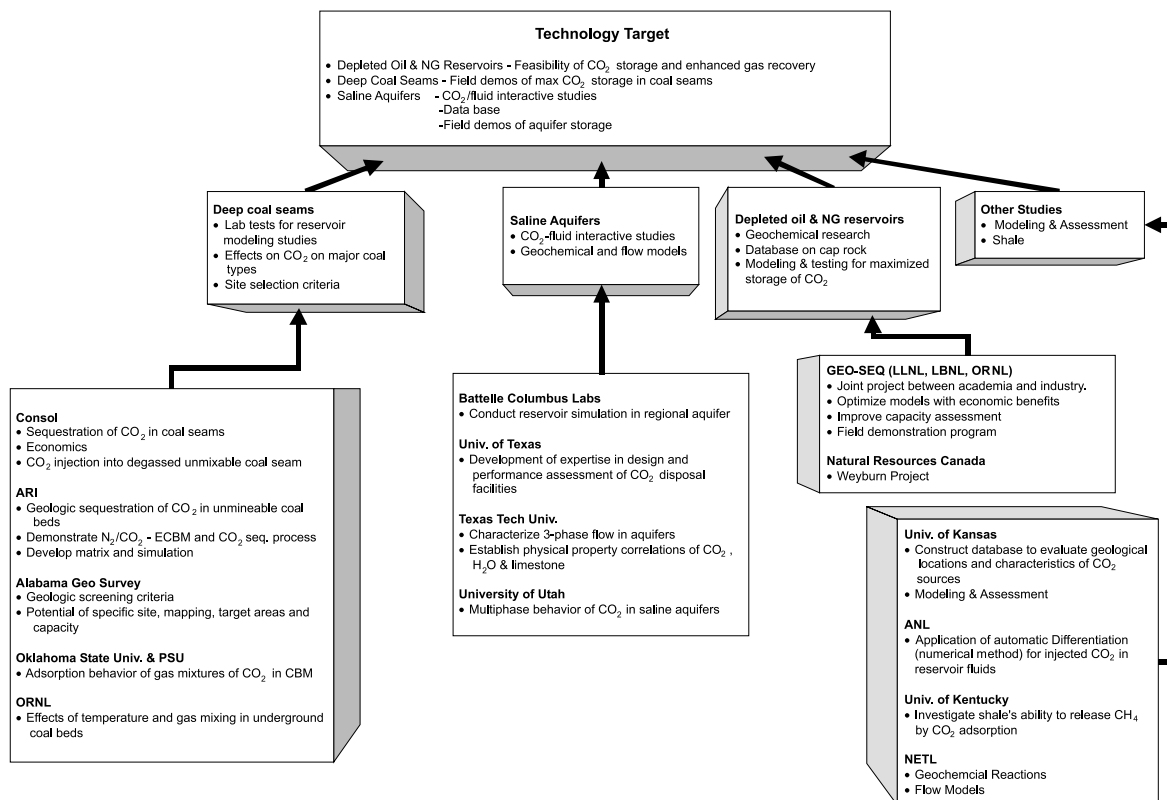 Technology Target
• Depleted Oil & NG Reservoirs - Feasibility of CO₂ storage and enhanced gas recovery
• Deep Coal Seams - Field demos of max CO₂ storage in coal seams
• Saline Aquifers - CO₂/fluid interactive studies
-Data base
-Field demos of aquifer storage
Deep coal seams
• Lab tests for reservoir
modeling studies
• Effects on CO₂ on major coal
types
• Site selection criteria
Saline Aquifers
• CO₂-fluid interactive studies
• Geochemical and flow models
Depleted oil & NG reservoirs
• Geochemical research
• Database on cap rock
• Modeling & testing for maximized
storage of CO₂
Other Studies
• Modeling & Assessment
• Shale
Consol
• Sequestration of CO₂ in coal seams
• Economics
• CO₂ injection into degassed unmixable coal seam
ARI
• Geologic sequestration of CO₂ in unmineable coal
beds
• Demonstrate N₂/CO₂ - ECBM and CO₂ seq. process
• Develop matrix and simulation
Alabama Geo Survey
• Geologic screening criteria
• Potential of specific site, mapping, target areas and
capacity
Oklahoma State Univ. & PSU
• Adsorption behavior of gas mixtures of CO₂ in CBM
ORNL
• Effects of temperature and gas mixing in underground
coal beds
Battelle Columbus Labs
• Conduct reservoir simulation in regional aquifer
Univ. of Texas
• Development of expertise in design and
performance assessment of CO₂ disposal
facilities
Texas Tech Univ.
• Characterize 3-phase flow in aquifers
• Establish physical property correlations of CO₂ ,
H₂O & limestone
University of Utah
• Multiphase behavior of CO₂ in saline aquifers
GEO-SEQ (LLNL, LBNL, ORNL)
• Joint project between academia and industry.
• Optimize models with economic benefits
• Improve capacity assessment
• Field demonstration program
Natural Resources Canada
• Weyburn Project
Univ. of Kansas
• Construct database to evaluate geological
locations and characteristics of CO₂
sources
• Modeling & Assessment
ANL
• Application of automatic Differentiation
(numerical method) for injected CO₂ in
reservoir fluids
Univ. of Kentucky
• Investigate shale's ability to release CH₄
by CO₂ adsorption
NETL
• Geochemcial Reactions
• Flow Models